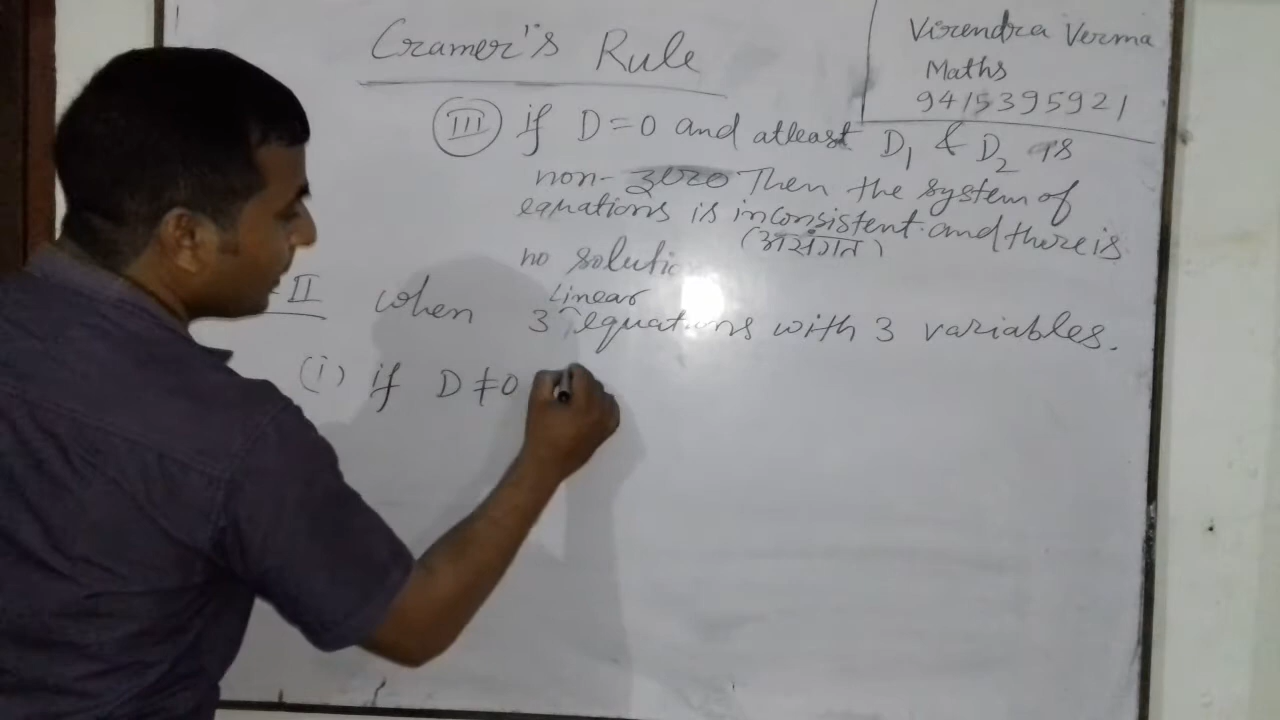 Cramer's Rule
Virendra Verma
Maths
9415395921
III if D=0 and atleast D1 & D2 is
non-zero Then the system of
equations is inconsistent and there is
(असंगत)
no soluti
II when 3 linear equations with 3 variables.
(i) if D≠0